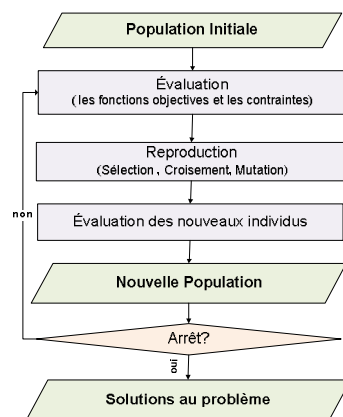 Population Initiale
Évaluation
(les fonctions objectives et les contraintes)
Reproduction
(Sélection , Croisement, Mutation)
non
Évaluation des nouveaux individus
Nouvelle Population
Arrêt?
oui
Solutions au problème